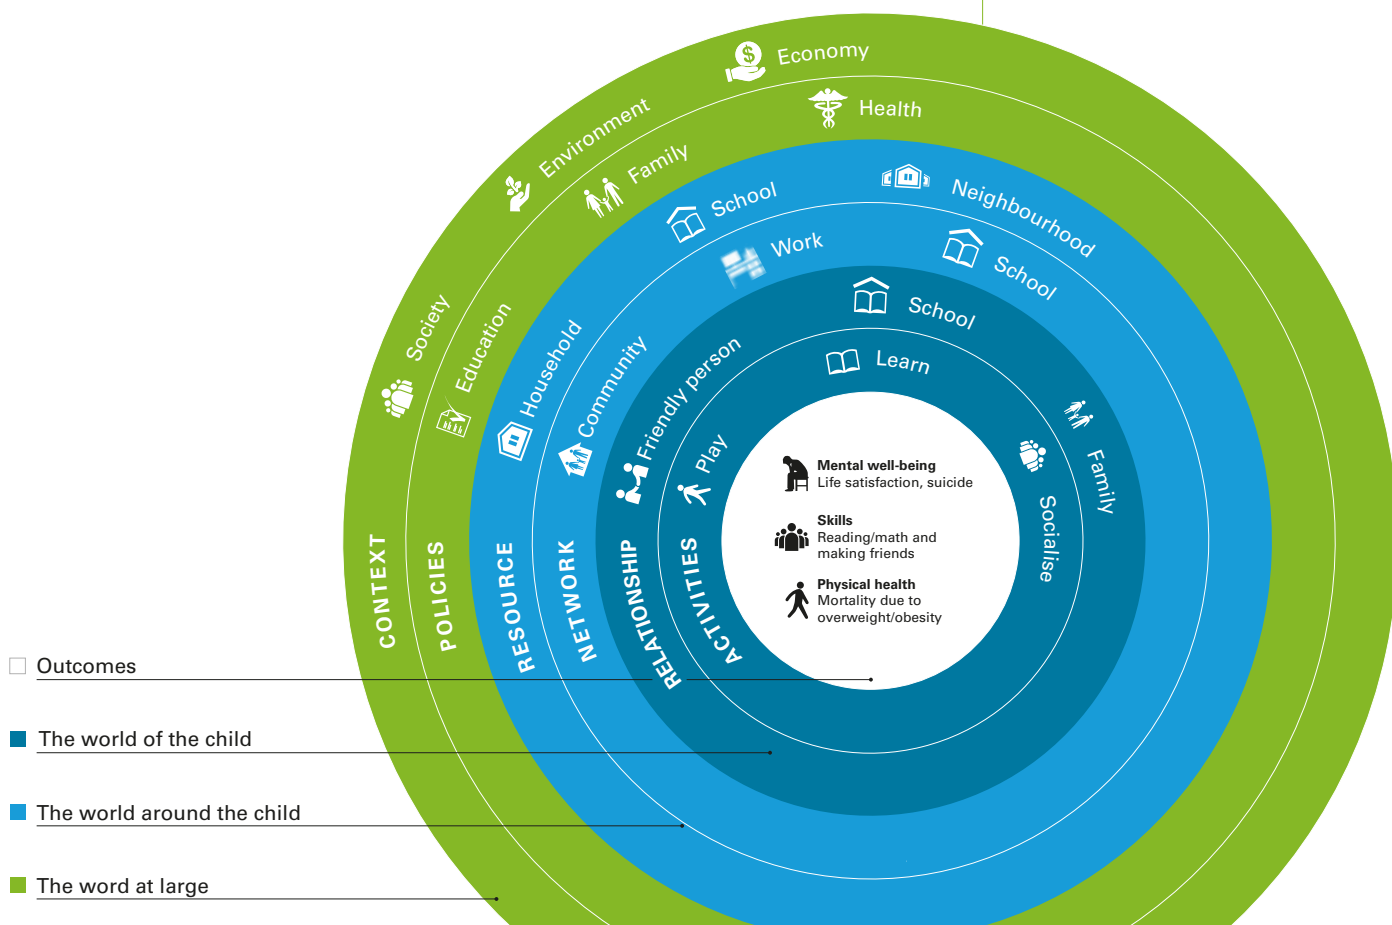 Economy
Health
Environment
Family
School
Neighbourhood
Work
School
Society
Education
Household
Community
Friendly person
School
Play
Learn
Family
Socialise
CONTEXT
POLICIES
RESOURCE
NETWORK
RELATIONSHIP
ACTIVITIES
Mental well-being
Life satisfaction, suicide
Skills
Reading/math and
making friends
Physical health
Mortality due to
overweight/obesity
Outcomes
The world of the child
The world around the child
The word at large